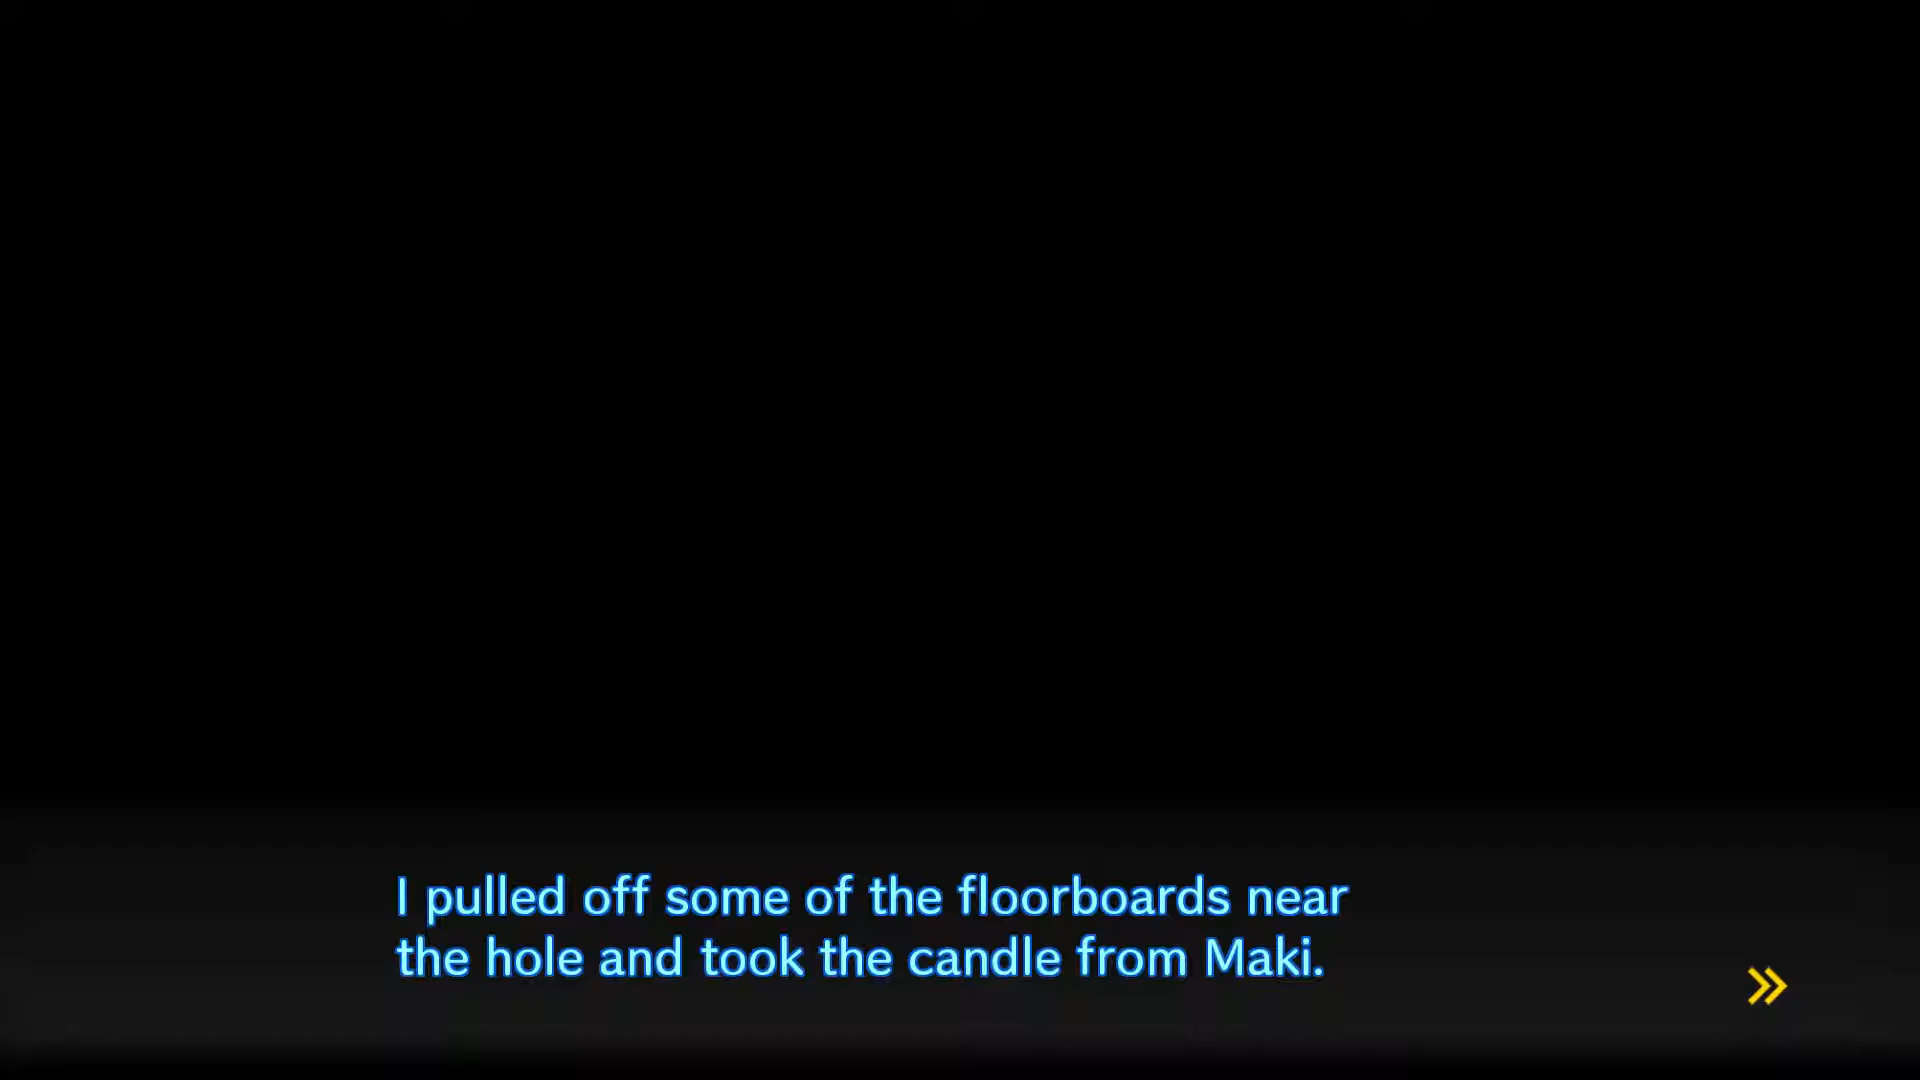 I pulled off some of the floorboards near
the hole and took the candle from Maki.